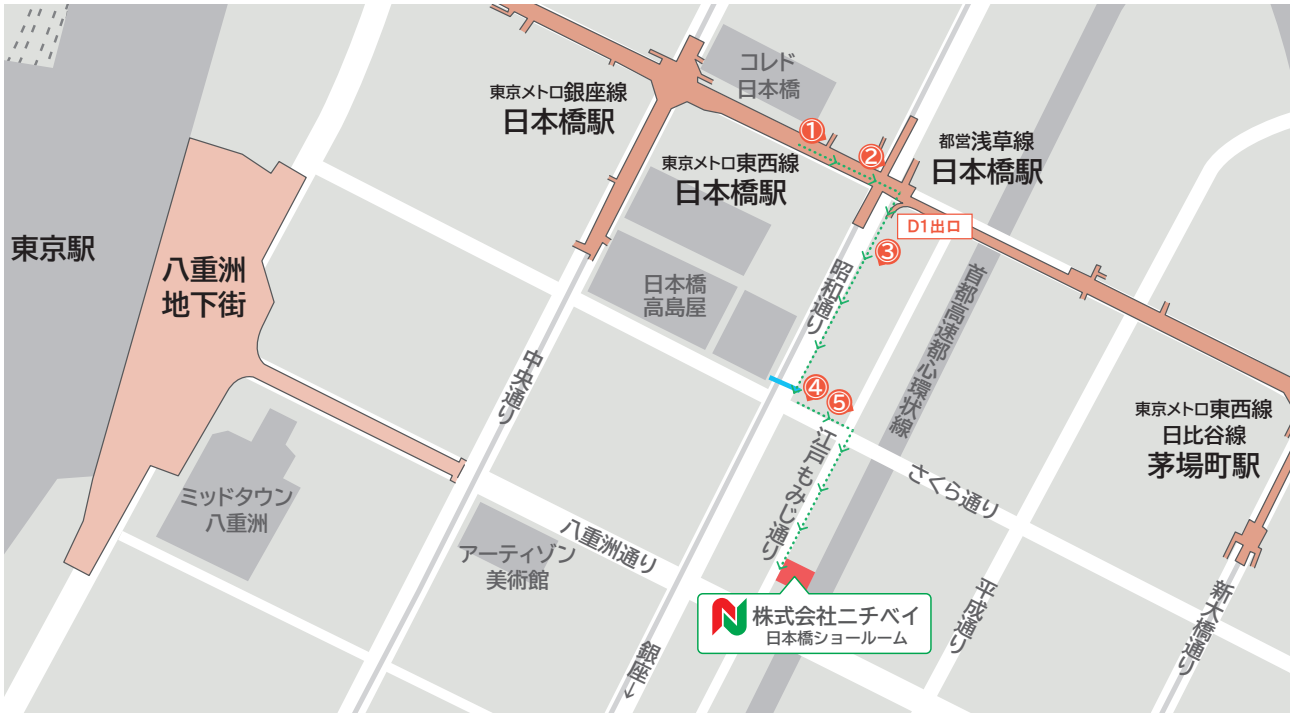 コレド
日本橋
東京メトロ銀座線
日本橋駅
①
②
東京メトロ東西線
日本橋駅
都営浅草線
日本橋駅
D1出口
東京駅
八重洲
地下街
③
昭和通り
首都高速都心環状線
日本橋
高島屋
中央通り
④
⑤
東京メトロ東西線
日比谷線
茅場町駅
江戸もみじ通り
さくら通り
ミッドタウン
八重洲
八重洲通り
アーティゾン
美術館
株式会社ニチベイ
日本橋ショールーム
平成通り
新大橋通り
銀座→